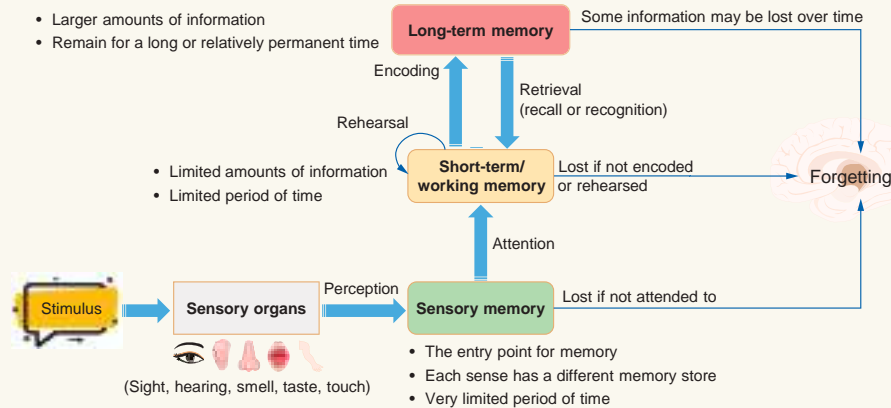 • Larger amounts of information
• Remain for a long or relatively permanent time
Long-term memory
Some information may be lost over time
Encoding
Retrieval
(recall or recognition)
Rehearsal
• Limited amounts of information
• Limited period of time
Short-term/
working memory
Lost if not encoded
or rehearsed
Forgetting
Attention
Stimulus
Sensory organs
Perception
Sensory memory
Lost if not attended to
(Sight, hearing, smell, taste, touch)
• The entry point for memory
• Each sense has a different memory store
• Very limited period of time